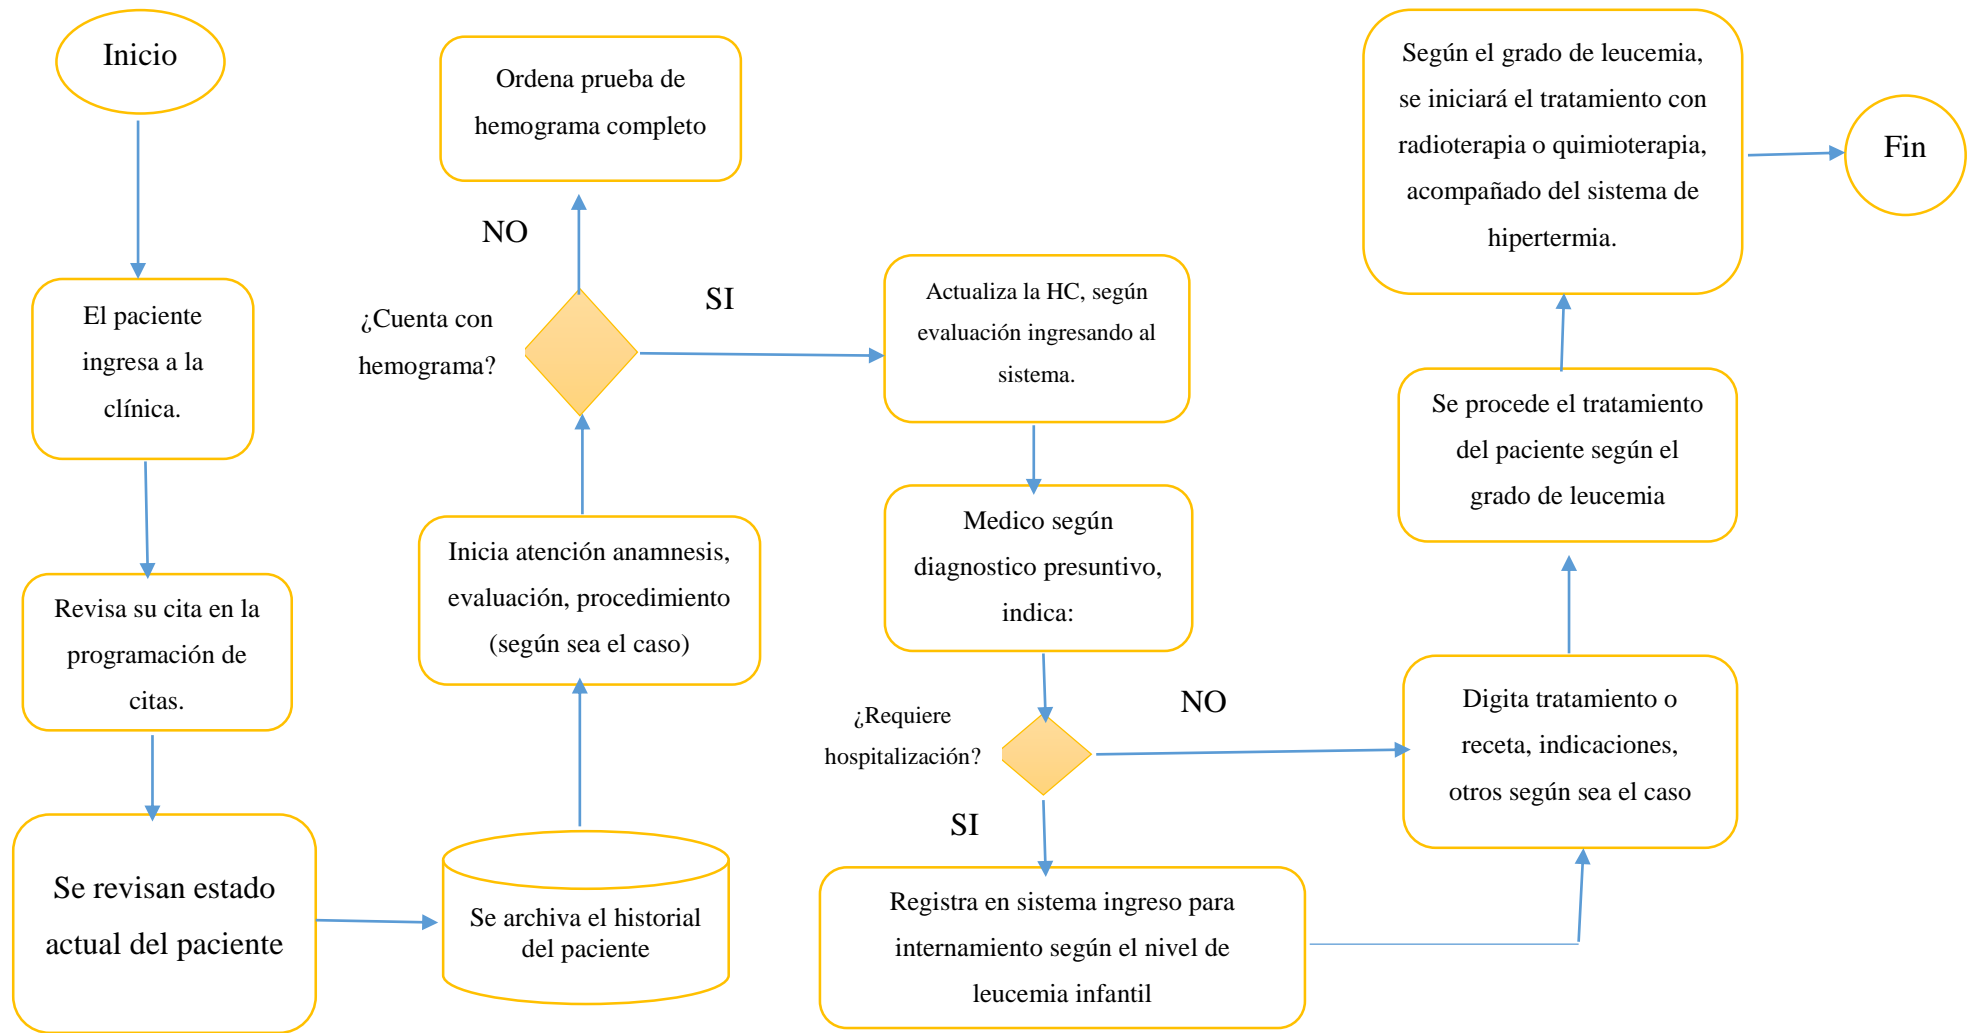 Inicio
El paciente
ingresa a la
clínica.
Revisa su cita en la
programación de
citas.
Se revisan estado
actual del paciente
Se archiva el historial
del paciente
Inicia atención anamnesis,
evaluación, procedimiento
(según sea el caso)
¿Cuenta con
hemograma?
NO
Ordena prueba de
hemograma completo
SI
Actualiza la HC, según
evaluación ingresando al
sistema.
Medico según
diagnostico presuntivo,
indica:
¿Requiere
hospitalización?
NO
SI
Registra en sistema ingreso para
internamiento según el nivel de
leucemia infantil
Digita tratamiento o
receta, indicaciones,
otros según sea el caso
Se procede el tratamiento
del paciente según el
grado de leucemia
Según el grado de leucemia,
se iniciará el tratamiento con
radioterapia o quimioterapia,
acompañado del sistema de
hipertermia.
Fin